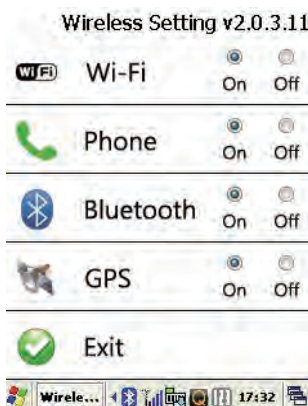 Wireless Setting v2.0.3.11
WiFi Wi-Fi On Off
Phone On Off
Bluetooth On Off
GPS On Off
Exit
Wirele... 17:32